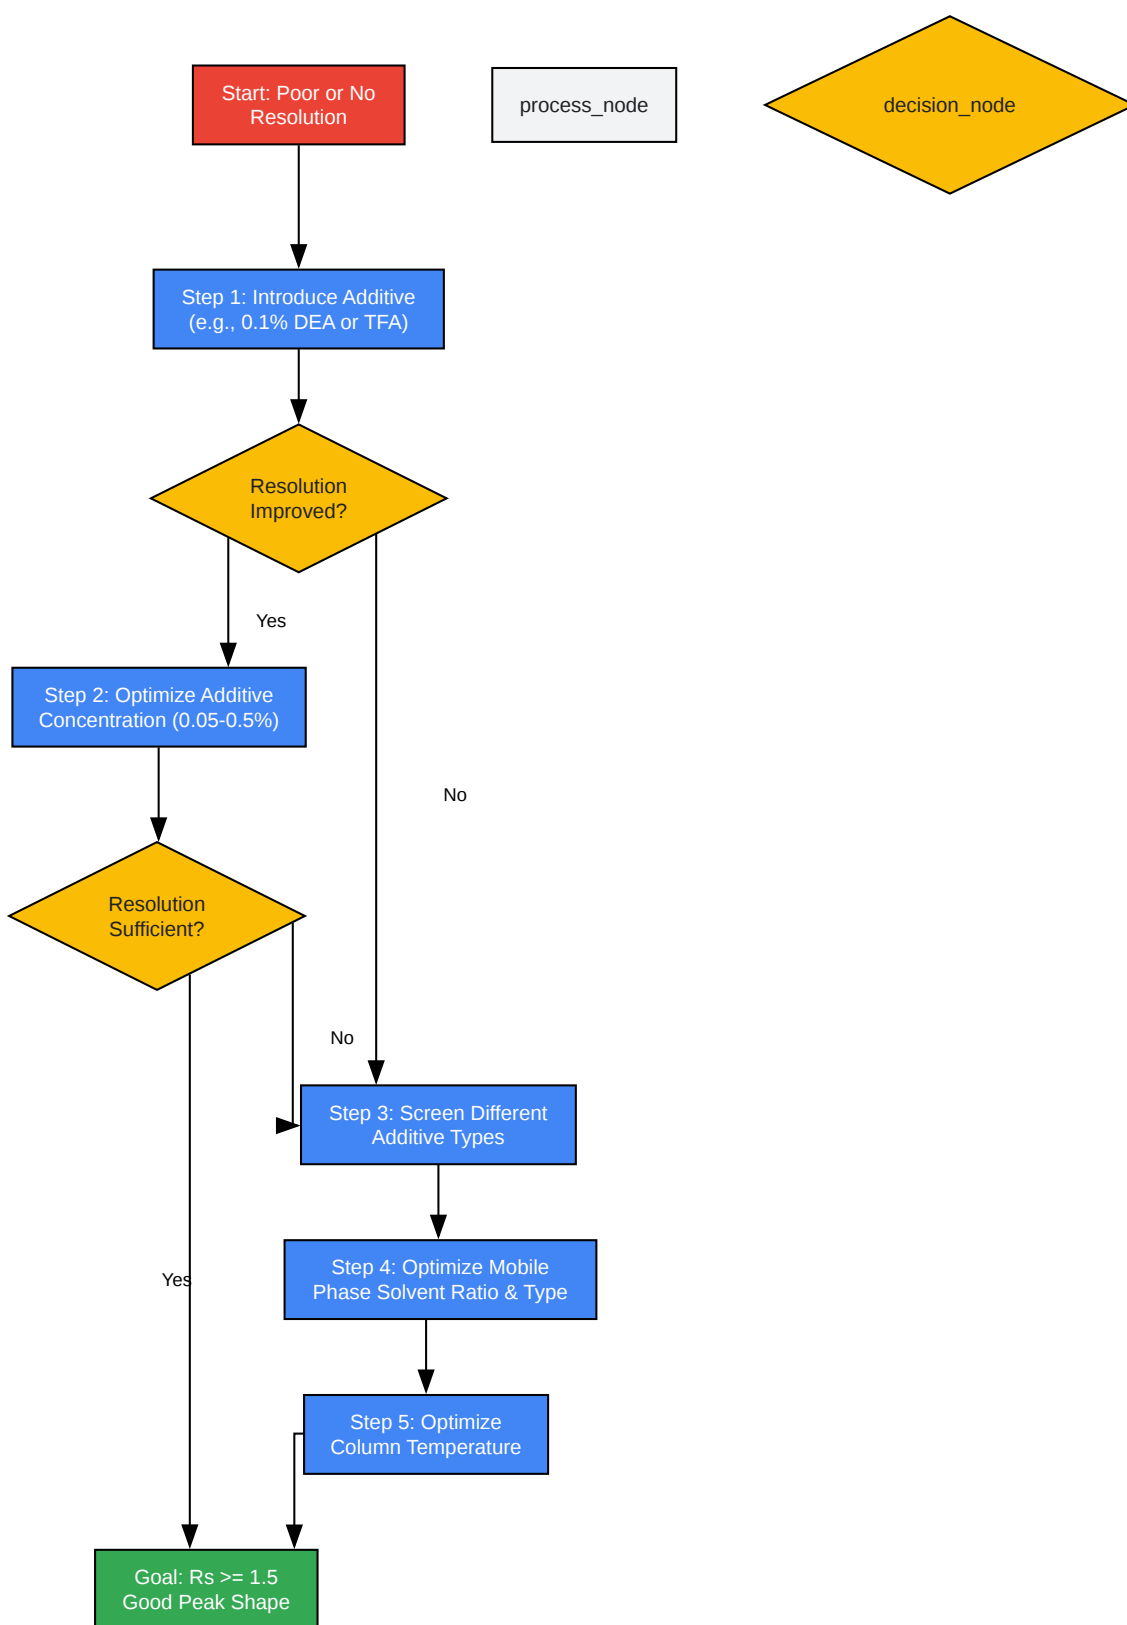 Start: Poor or No
Resolution
process_node
decision_node
Step 1: Introduce Additive
(e.g., 0.1% DEA or TFA)
Resolution
Improved?
Yes
Step 2: Optimize Additive
Concentration (0.05-0.5%)
No
Resolution
Sufficient?
No
Step 3: Screen Different
Additive Types
Step 4: Optimize Mobile
Phase Solvent Ratio & Type
Yes
Step 5: Optimize
Column Temperature
Goal: Rs >= 1.5
Good Peak Shape